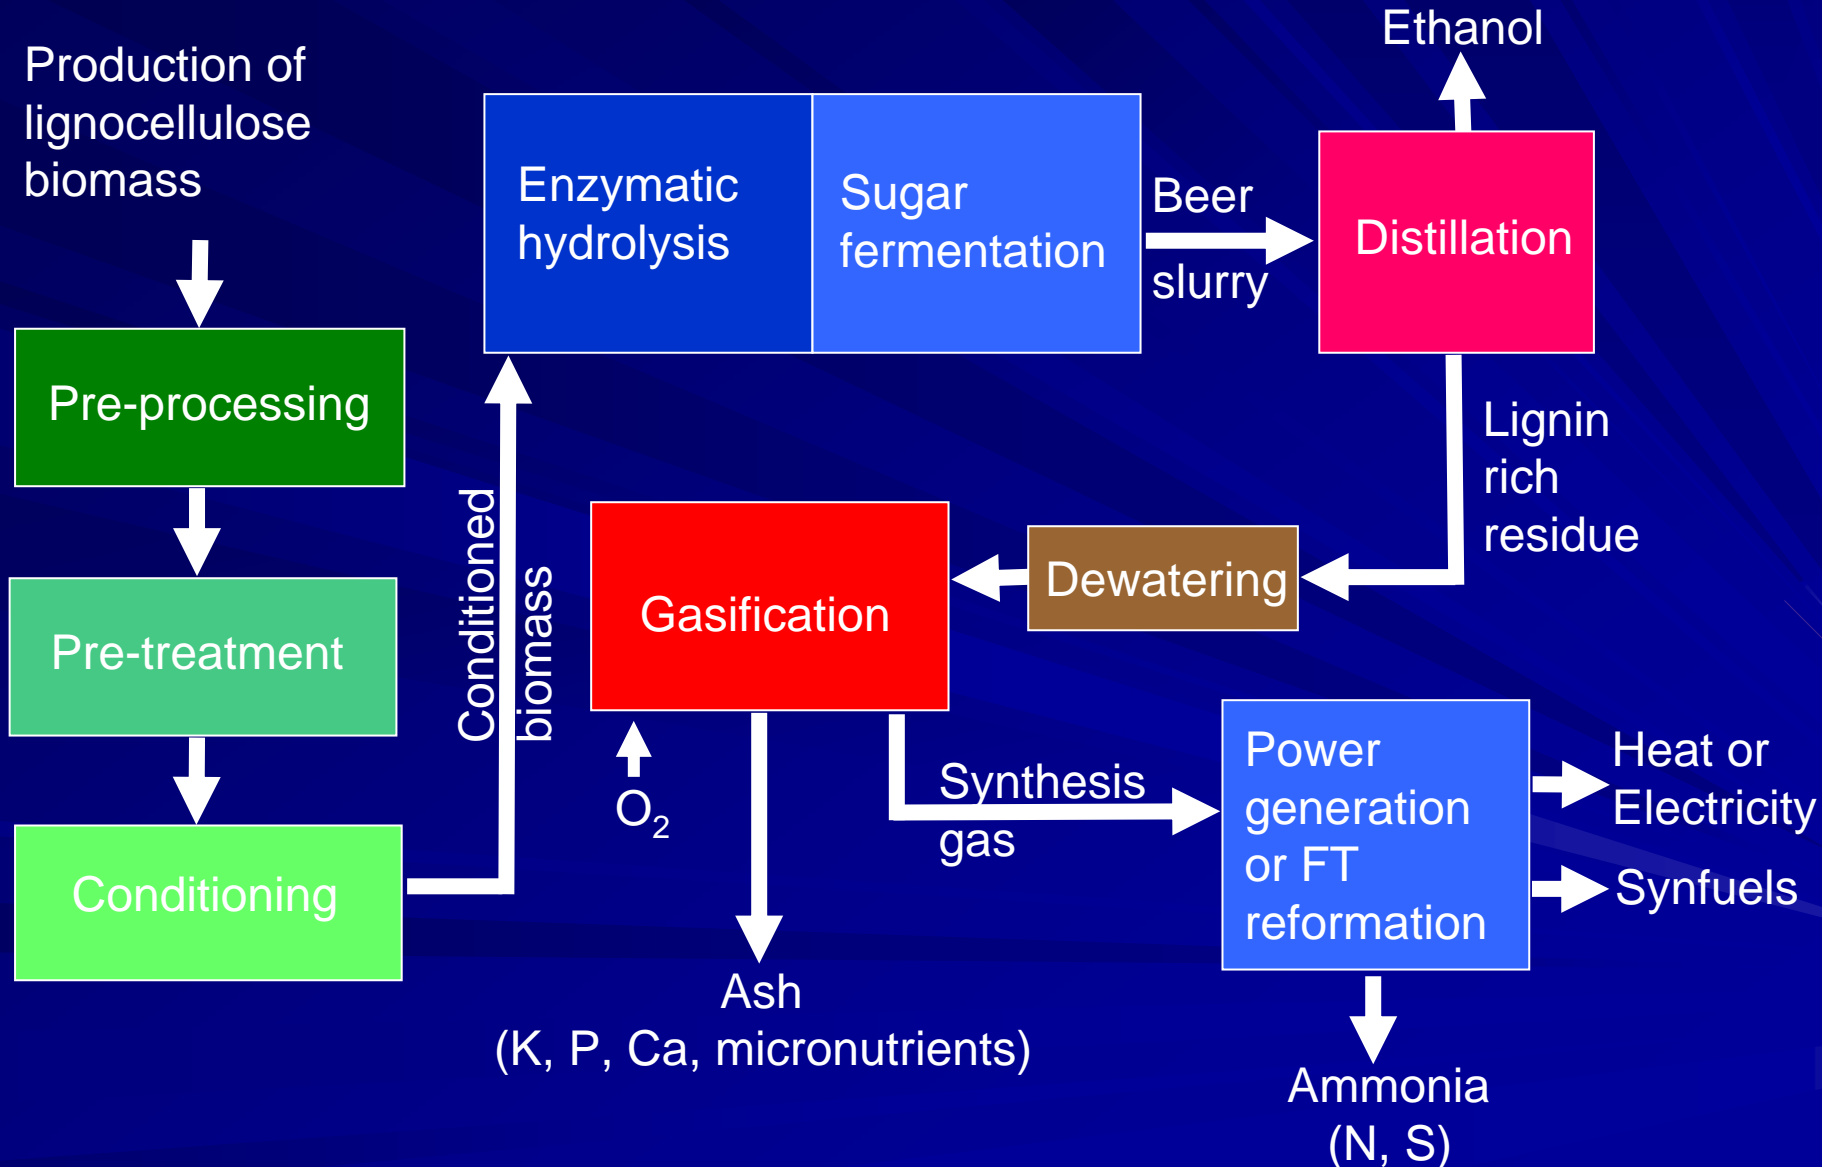 Production of
lignocellulose
biomass
Pre-processing
Pre-treatment
Conditioning
Conditioned
biomass
Enzymatic
hydrolysis
Sugar
fermentation
Beer
slurry
Ethanol
Distillation
Lignin
rich
residue
Dewatering
Gasification
O₂
Ash
(K, P, Ca, micronutrients)
Synthesis
gas
Power
generation
or FT
reformation
Heat or
Electricity
Synfuels
Ammonia
(N, S)